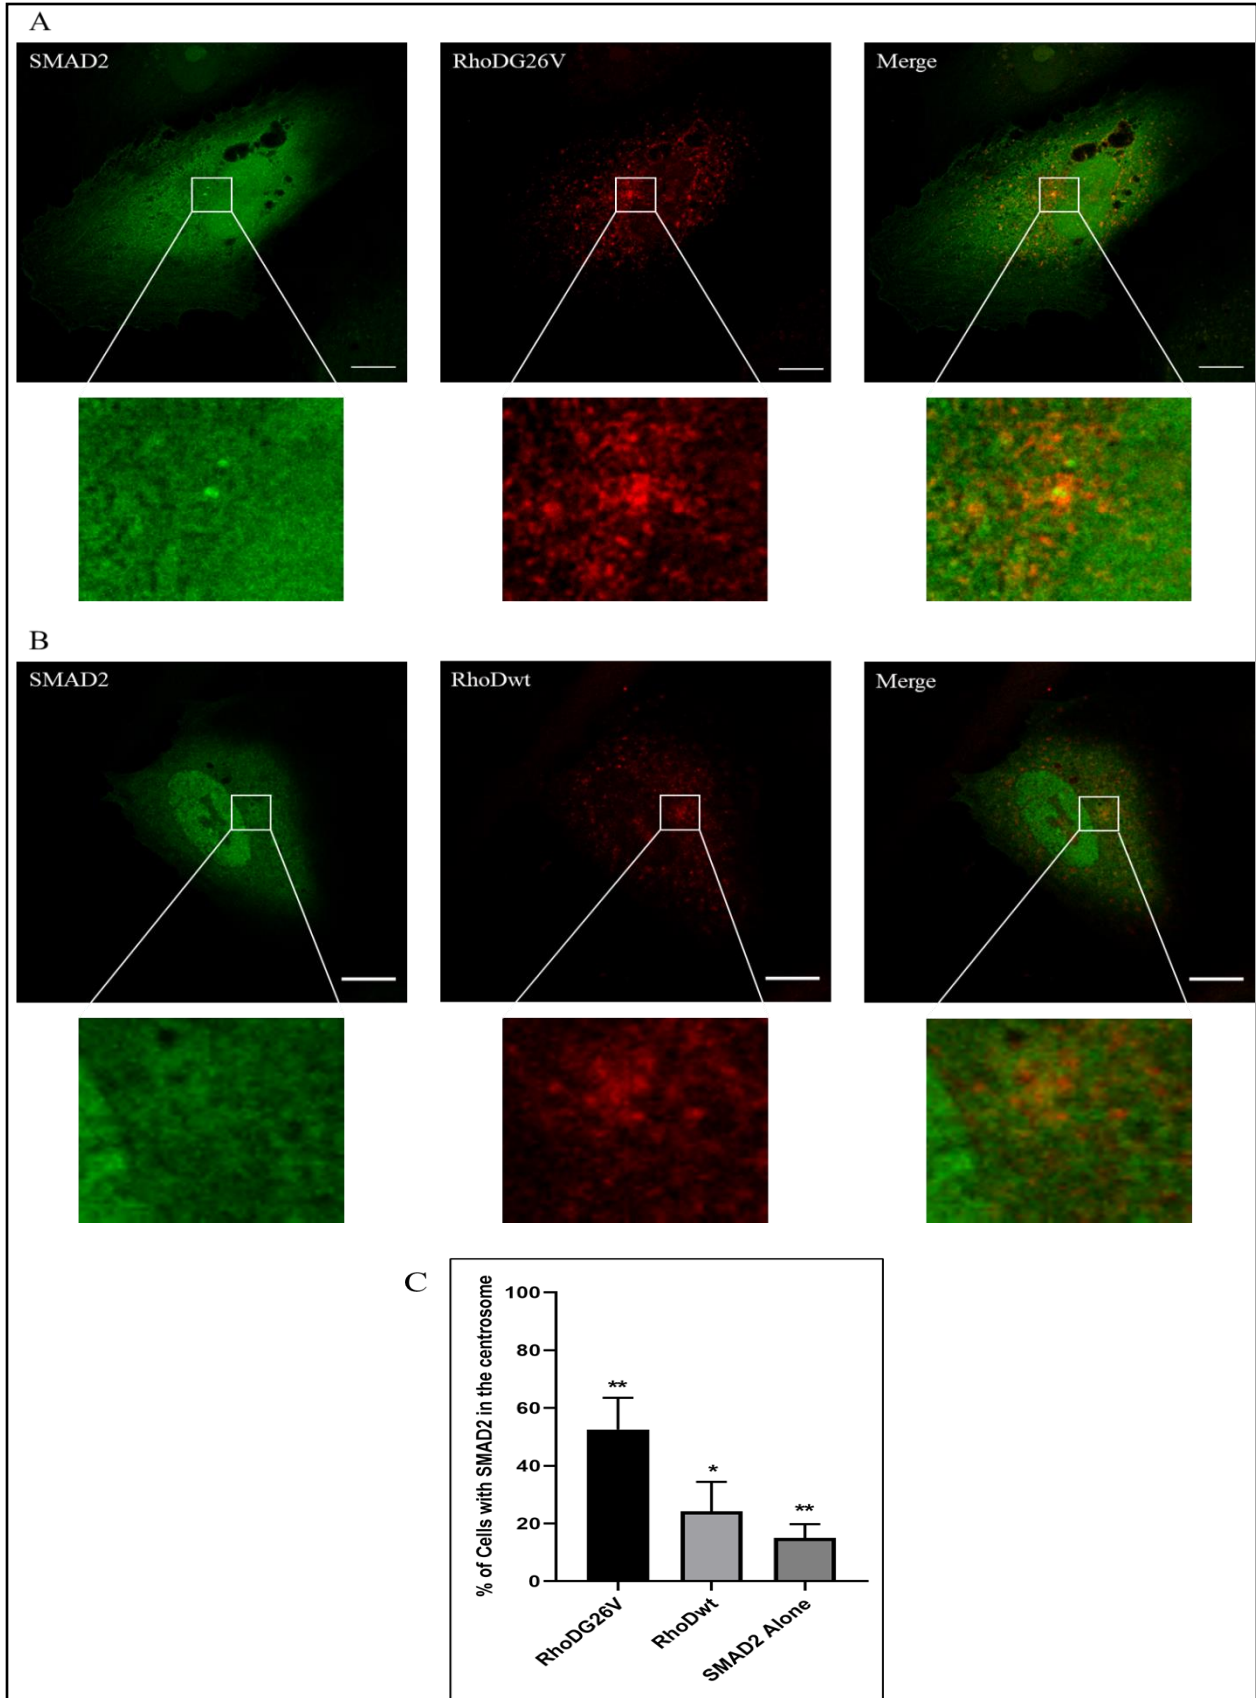 A
SMAD2 RhoDG26V Merge
B
SMAD2 RhoDwt Merge
C
% of Cells with SMAD2 in the centrosome
100
80
60
40
20
0
**
*
**
RhoDG26V
RhoDwt
SMAD2 Alone